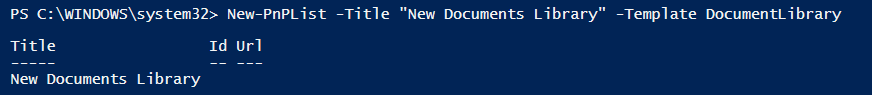 PS C:\WINDOWS\system32> New-PnPList -Title "New Documents Library" -Template DocumentLibrary
Title                 Id Url
-----                 -- ---
New Documents Library